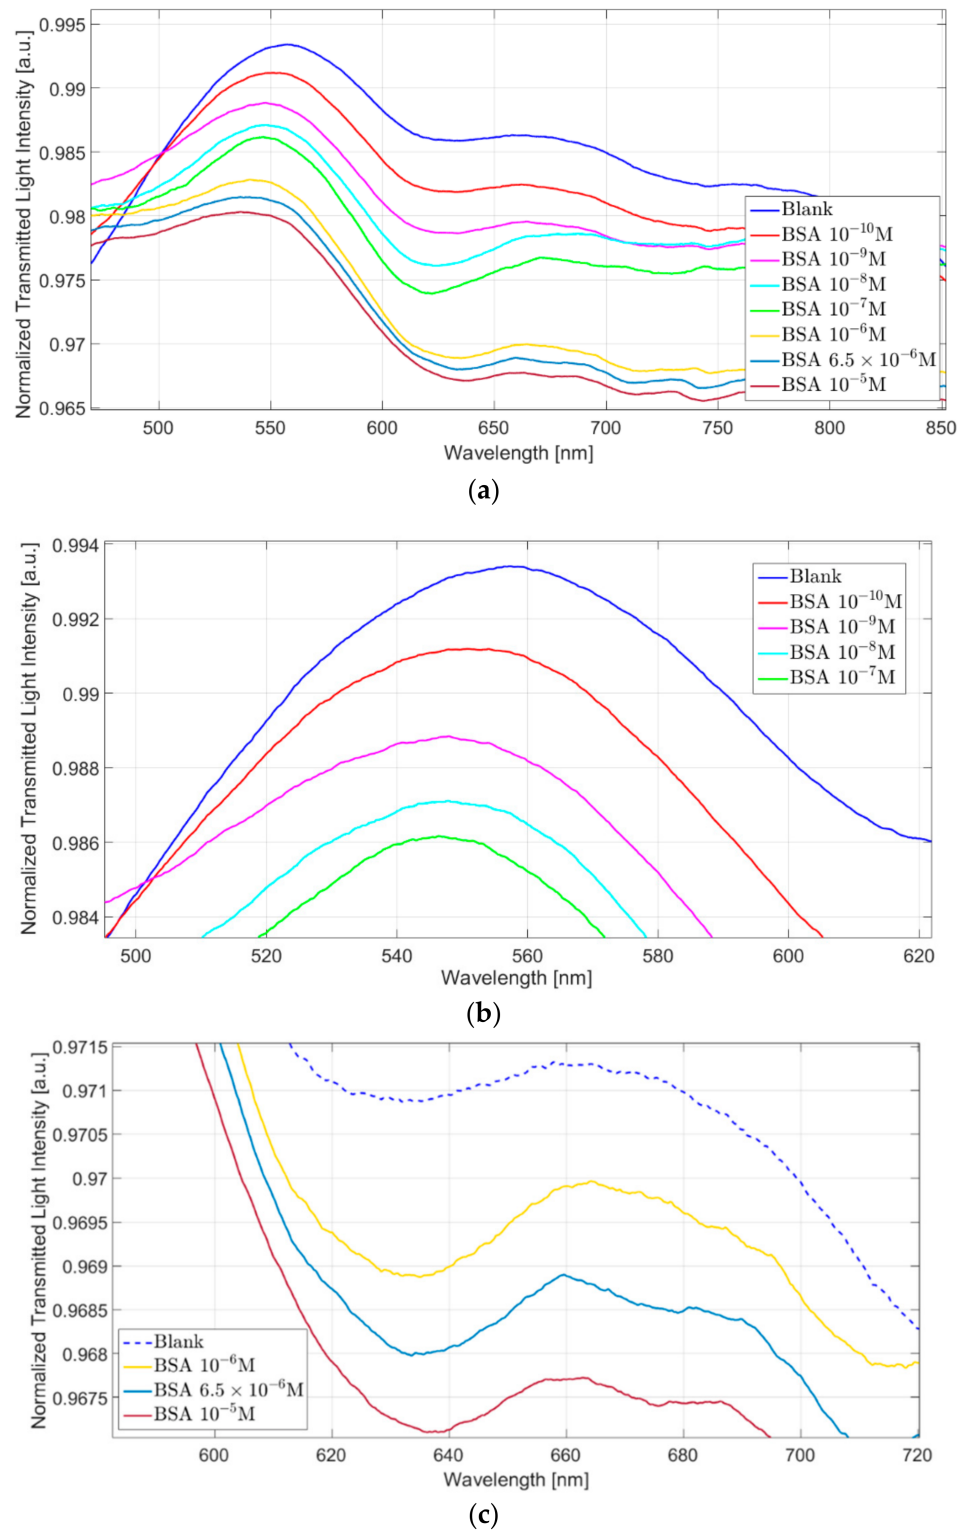 Normalized Transmitted Light Intensity [a.u.]
0.995
0.99
0.985
0.98
0.975
0.97
0.965
Blank
BSA 10⁻¹⁰M
BSA 10⁻⁹M
BSA 10⁻⁸M
BSA 10⁻⁷M
BSA 10⁻⁶M
BSA 6.5 × 10⁻⁶M
BSA 10⁻⁵M
500 550 600 650 700 750 800 850
Wavelength [nm]
(a)
Normalized Transmitted Light Intensity [a.u.]
0.994
0.992
0.99
0.988
0.986
0.984
Blank
BSA 10⁻¹⁰M
BSA 10⁻⁹M
BSA 10⁻⁸M
BSA 10⁻⁷M
500 520 540 560 580 600 620
Wavelength [nm]
(b)
Normalized Transmitted Light Intensity [a.u.]
0.9715
0.971
0.9705
0.97
0.9695
0.969
0.9685
0.968
0.9675
Blank
BSA 10⁻⁶M
BSA 6.5 × 10⁻⁶M
BSA 10⁻⁵M
600 620 640 660 680 700 720
Wavelength [nm]
(c)